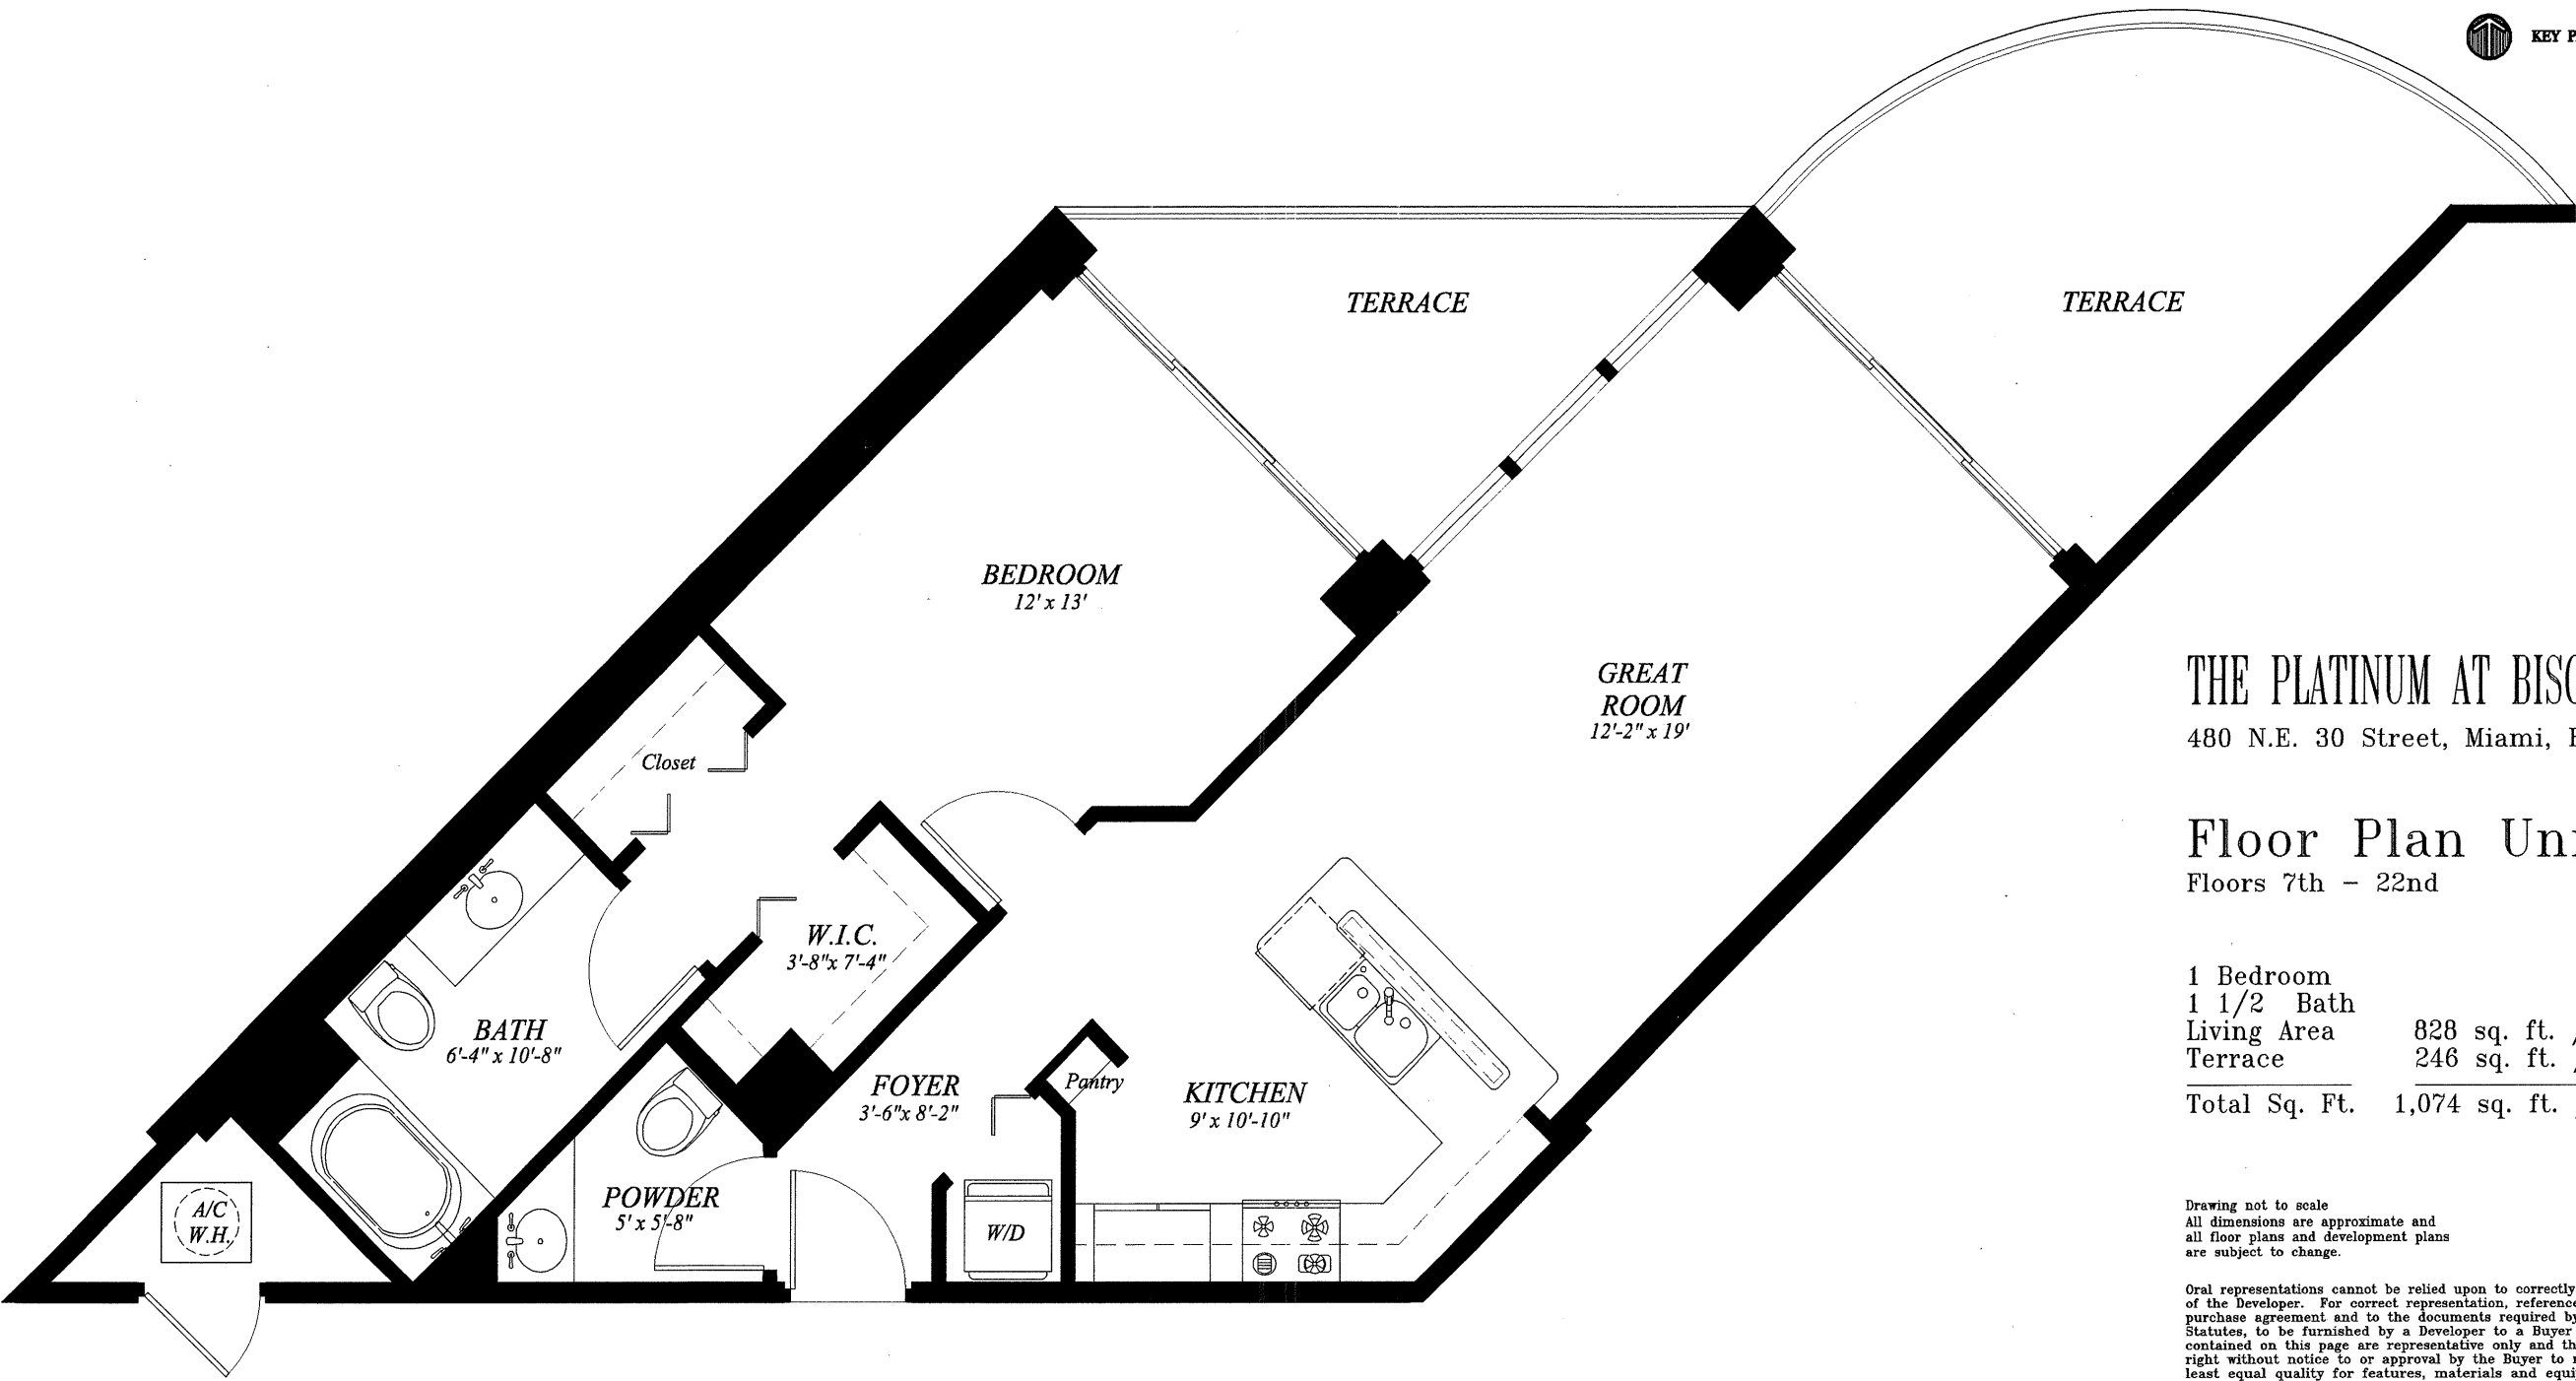 KEY P
TERRACE
TERRACE
BEDROOM
12' x 13'
GREAT
ROOM
12'-2" x 19'
Closet
W.I.C.
3'-8" x 7'-4"
BATH
6'-4" x 10'-8"
FOYER
3'-6" x 8'-2"
Pantry
KITCHEN
9' x 10'-10"
POWDER
5' x 5'-8"
A/C
W.H.
W/D
THE PLATINUM AT BISC
480 N.E. 30 Street, Miami, F
Floor Plan Uni
Floors 7th - 22nd
1 Bedroom
1 1/2 Bath
Living Area 828 sq. ft. /
Terrace 246 sq. ft. /
Total Sq. Ft. 1,074 sq. ft. /
Drawing not to scale
All dimensions are approximate and
all floor plans and development plans
are subject to change.
Oral representations cannot be relied upon to correctly
of the Developer. For correct representation, reference
purchase agreement and to the documents required by
Statutes, to be furnished by a Developer to a Buyer
contained on this page are representative only and th
right without notice to or approval by the Buyer to
least equal quality for features, materials and equi